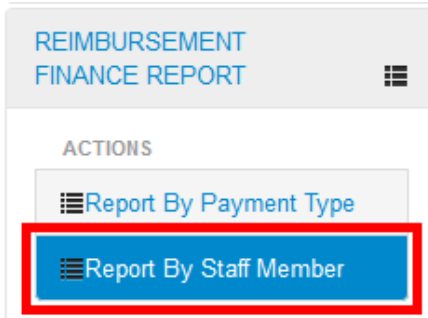 REIMBURSEMENT
FINANCE REPORT
ACTIONS
Report By Payment Type
Report By Staff Member